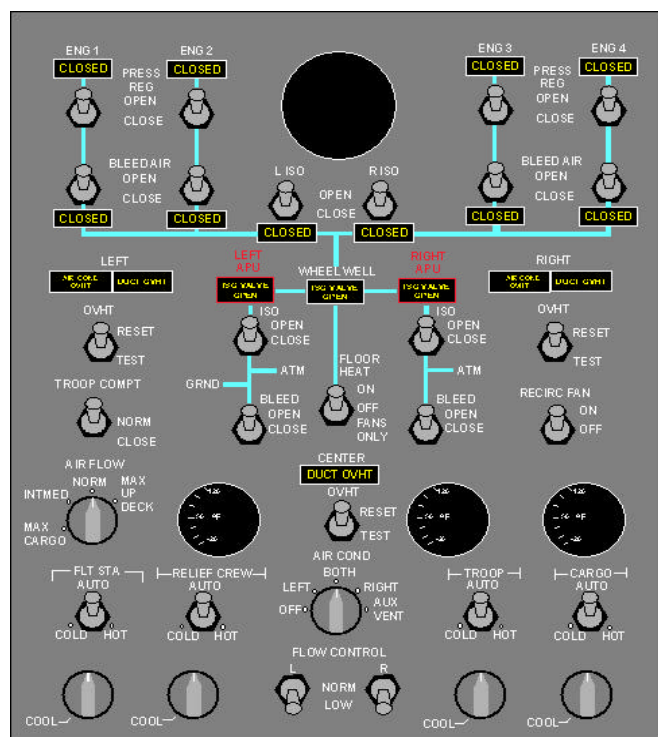 ENG 1
ENG 2
ENG 3
ENG 4
CLOSED
CLOSED
CLOSED
CLOSED
PRESS
REG
OPEN
CLOSE
PRESS
REG
OPEN
CLOSE
BLEED AIR
OPEN
CLOSE
L ISO
R ISO
OPEN
CLOSE
BLEED AIR
OPEN
CLOSE
CLOSED
CLOSED
CLOSED
CLOSED
CLOSED
CLOSED
LEFT
AIR COND
OVHT
DUCT OVHT
LEFT
APU
ISO VALVE
OPEN
WHEEL WELL
ISO VALVE
OPEN
RIGHT
APU
ISO VALVE
OPEN
RIGHT
AIR COND
OVHT
DUCT OVHT
OVHT
RESET
TEST
ISO
OPEN
CLOSE
ISO
OPEN
CLOSE
OVHT
RESET
TEST
FLOOR
HEAT
ON
OFF
FANS
ONLY
GRND
ATM
ATM
TROOP COMPT
NORM
CLOSE
BLEED
OPEN
CLOSE
BLEED
OPEN
CLOSE
RECIRC FAN
ON
OFF
AIR FLOW
NORM
INTMED
MAX
UP
DECK
MAX
CARGO
CENTER
DUCT OVHT
OVHT
RESET
TEST
AIR COND
BOTH
LEFT
RIGHT
OFF
AUX
VENT
FLT STA
AUTO
COLD HOT
RELIEF CREW
AUTO
COLD HOT
TROOP
AUTO
COLD HOT
CARGO
AUTO
COLD HOT
FLOW CONTROL
L
R
NORM
LOW
COOL
COOL
COOL
COOL